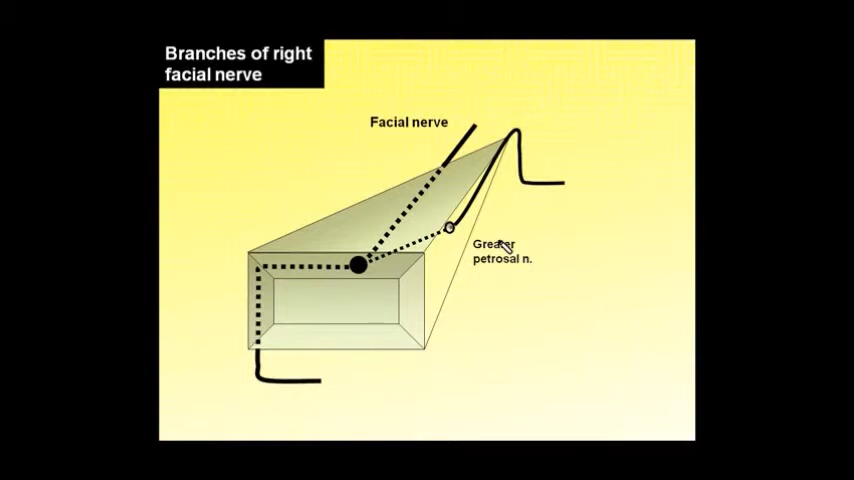 Branches of right
facial nerve
Facial nerve
Greater
petrosal n.